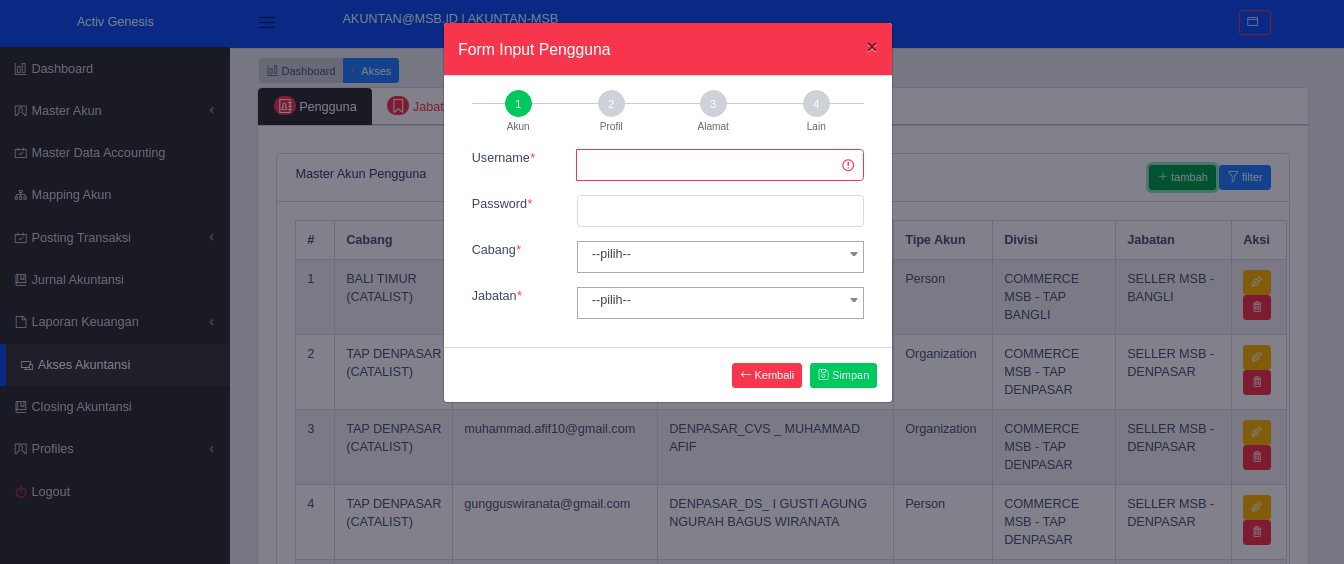 Activ Genesis
AKUNTAN@MSB.ID | AKUNTAN-MSB
Dashboard
Master Akun
Master Data Accounting
Mapping Akun
Posting Transaksi
Jurnal Akuntansi
Laporan Keuangan
Akses Akuntansi
Closing Akuntansi
Profiles
Logout
Dashboard
Akses
Pengguna
Jabat
Master Akun Pengguna
tambah
filter
Form Input Pengguna
×
1
2
3
4
Akun
Profil
Alamat
Lain
Username*
Password*
Cabang*
--pilih--
Jabatan*
--pilih--
Kembali
Simpan
# Cabang Tipe Akun Divisi Jabatan Aksi
1 BALI TIMUR Person COMMERCE SELLER MSB -
(CATALIST) MSB - TAP BANGLI
BANGLI
2 TAP DENPASAR Organization COMMERCE SELLER MSB -
(CATALIST) MSB - TAP DENPASAR
DENPASAR
3 TAP DENPASAR muhammad.afif10@gmail.com DENPASAR_CVS _ MUHAMMAD Organization COMMERCE SELLER MSB -
(CATALIST) AFIF MSB - TAP DENPASAR
DENPASAR
4 TAP DENPASAR gungguswiranata@gmail.com DENPASAR_DS_ I GUSTI AGUNG Person COMMERCE SELLER MSB -
(CATALIST) NGURAH BAGUS WIRANATA MSB - TAP DENPASAR
DENPASAR